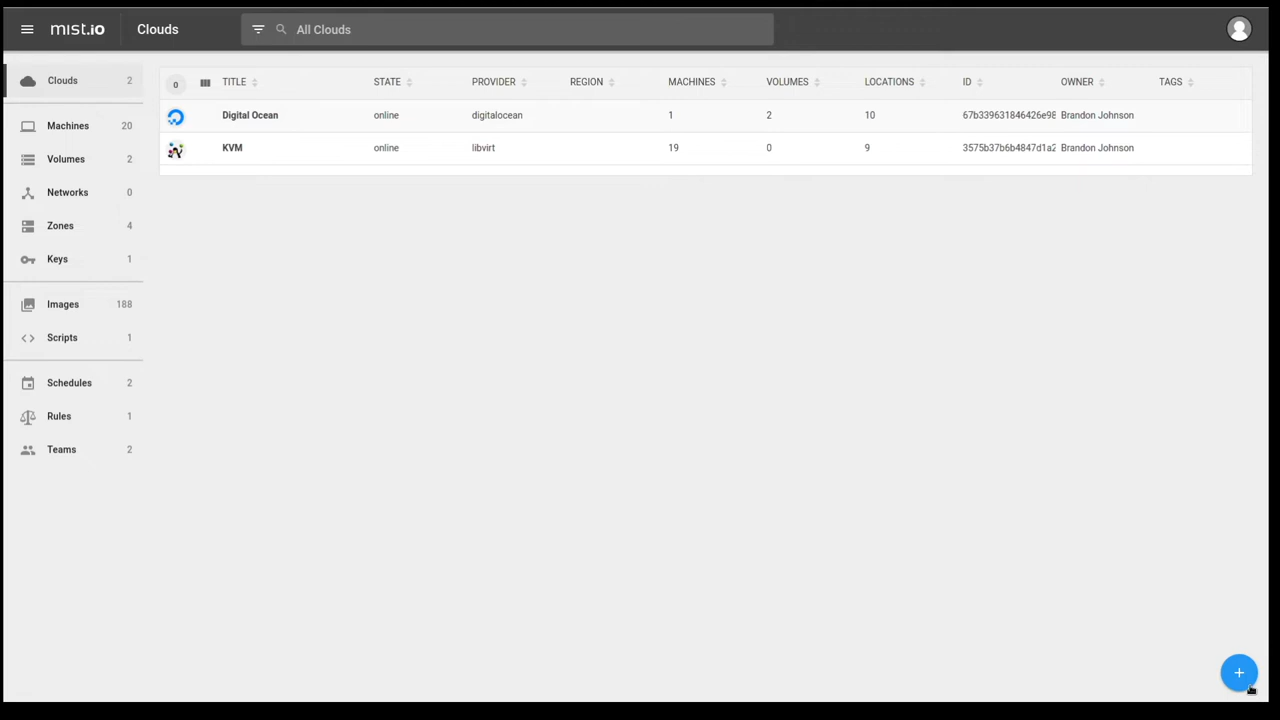 mist.io Clouds All Clouds
Clouds 2
Machines 20
Volumes 2
Networks 0
Zones 4
Keys 1
Images 188
Scripts 1
Schedules 2
Rules 1
Teams 2
0 TITLE STATE PROVIDER REGION MACHINES VOLUMES LOCATIONS ID OWNER TAGS
Digital Ocean online digitalocean 1 2 10 67b339631846426e98 Brandon Johnson
KVM online libvirt 19 0 9 3575b37b6b4847d1a2 Brandon Johnson